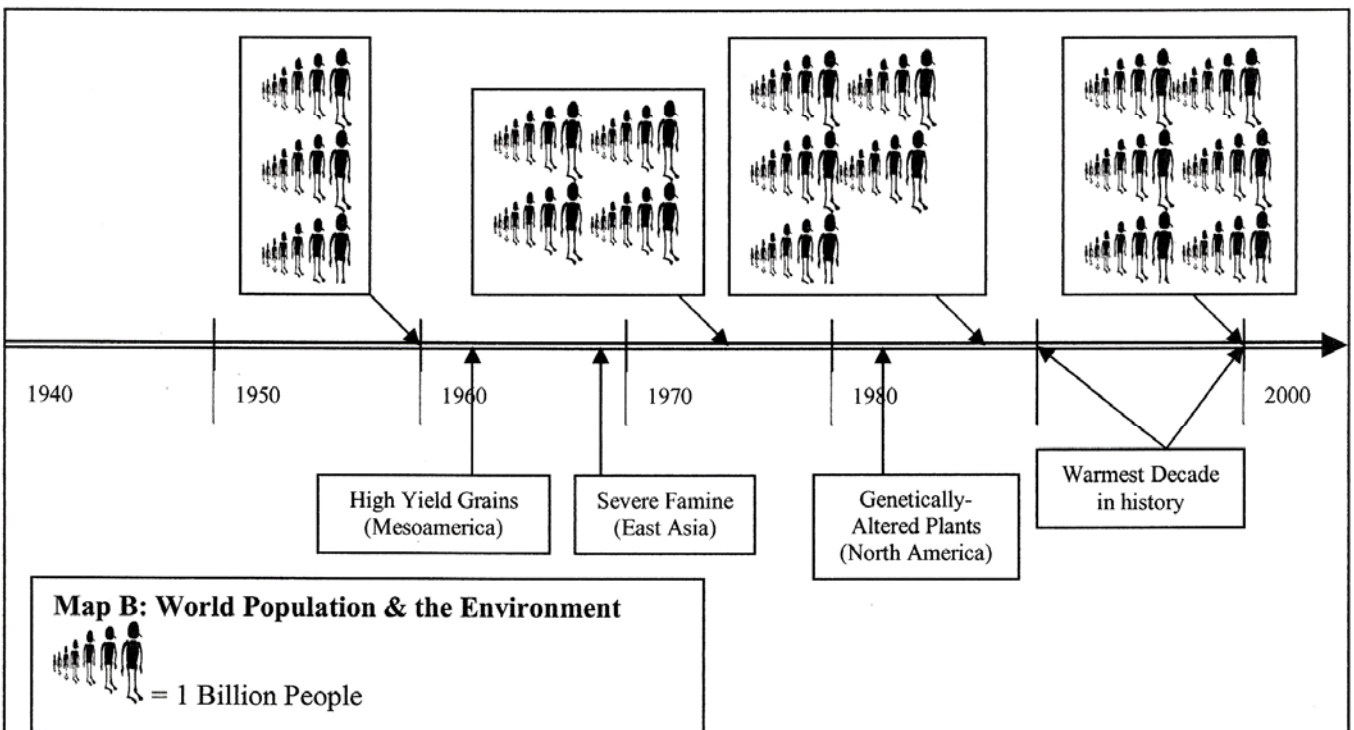 1940
1950
1960
1970
1980
2000
High Yield Grains
(Mesoamerica)
Severe Famine
(East Asia)
Genetically-
Altered Plants
(North America)
Warmest Decade
in history
Map B: World Population & the Environment
= 1 Billion People